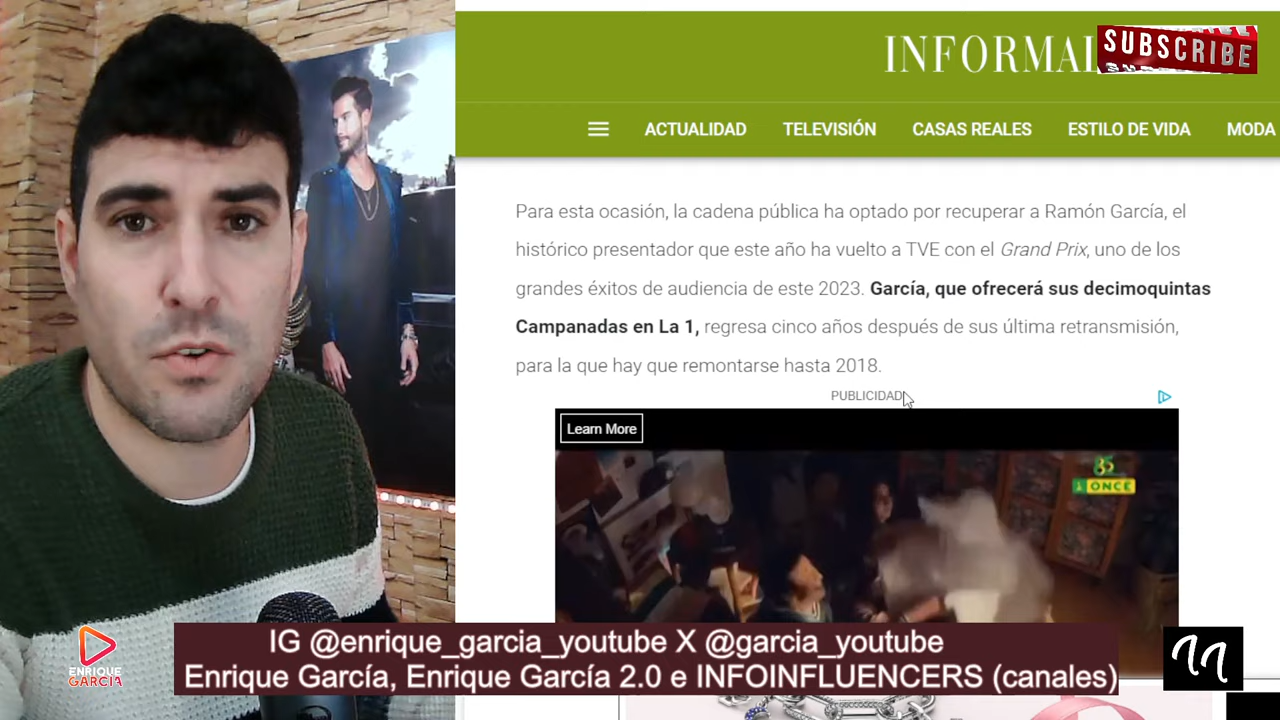 INFORMAL
SUBSCRIBE
ACTUALIDAD TELEVISIÓN CASAS REALES ESTILO DE VIDA MODA
Para esta ocasión, la cadena pública ha optado por recuperar a Ramón García, el
histórico presentador que este año ha vuelto a TVE con el Grand Prix, uno de los
grandes éxitos de audiencia de este 2023. García, que ofrecerá sus decimoquintas
Campanadas en La 1, regresa cinco años después de sus última retransmisión,
para la que hay que remontarse hasta 2018.
PUBLICIDAD
Learn More
85
ONCE
IG @enrique_garcia_youtube X @garcia_youtube
Enrique García, Enrique García 2.0 e INFOINFLUENCERS (canales)
ENRIQUE
GARCÍA